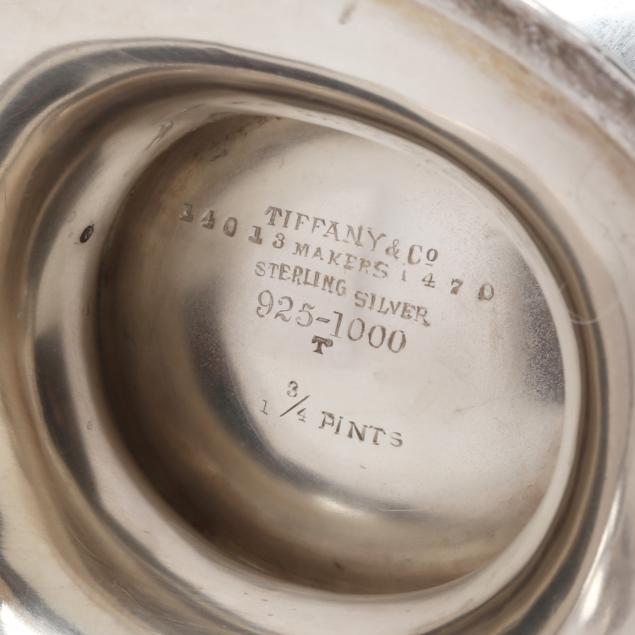 TIFFANY & Cº
14013 MAKERS 1470
STERLING SILVER
925-1000
T
1 3/4 PINTS